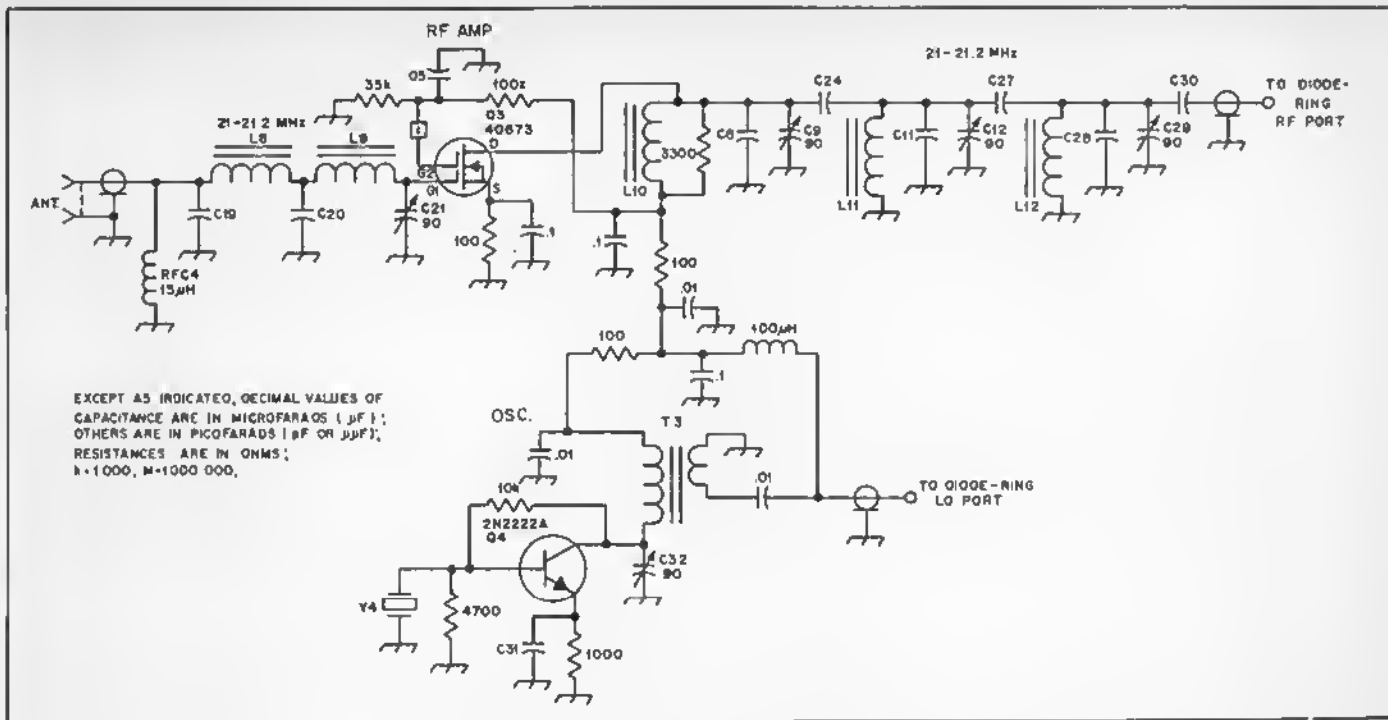 RF AMP
05
35k
100k
Q3
40673
D
G2
G1
S
21-21.2 MHz
L8
L9
ANT.
C19
C20
C21
90
100
.1
RFC4
15µH
L10
3300
C8
C9
90
C24
C11
L11
C12
90
21-21.2 MHz
C27
C28
L12
C29
90
C30
TO DIODE-
RING
RF PORT
.1
100
.01
100
100µH
.1
EXCEPT AS INDICATED, DECIMAL VALUES OF
CAPACITANCE ARE IN MICROFARADS ( µF );
OTHERS ARE IN PICOFARADS ( pF OR µµF );
RESISTANCES ARE IN OHMS;
k=1000, M=1000 000,
OSC.
.01
T3
.01
TO DIODE-RING
LO PORT
10k
2N2222A
Q4
C32
90
Y4
4700
C31
1000